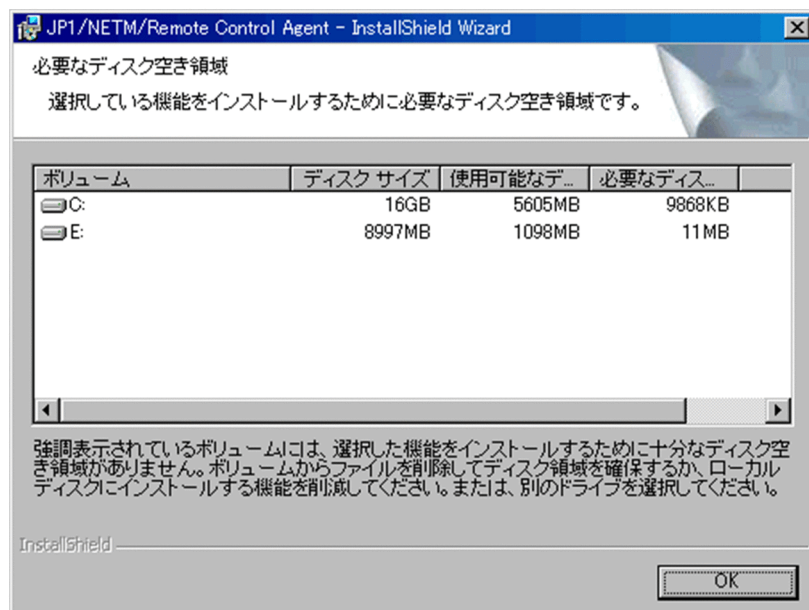 JP1/NETM/Remote Control Agent - InstallShield Wizard
必要なディスク空き領域
選択している機能をインストールするために必要なディスク空き領域です。
ボリューム ディスク サイズ 使用可能なデ... 必要なディス...
C: 16GB 5605MB 9868KB
E: 8997MB 1098MB 11MB
強調表示されているボリュームには、選択した機能をインストールするために十分なディスク空
き領域がありません。ボリュームからファイルを削除してディスク領域を確保するか、ローカル
ディスクにインストールする機能を削減してください。または、別のドライブを選択してください。
InstallShield
OK